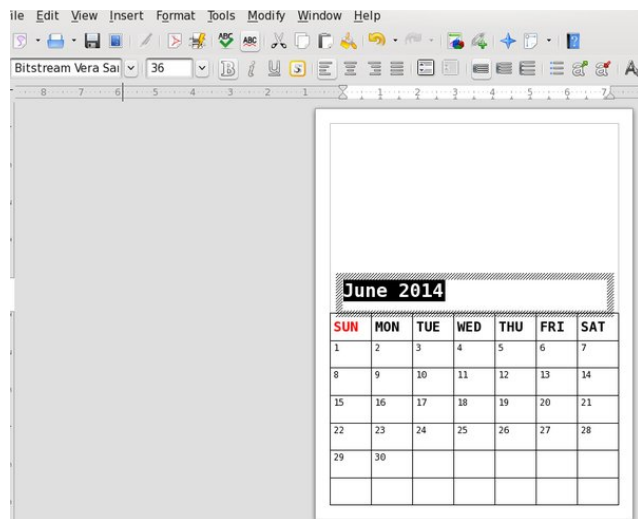 ile Edit View Insert Format Tools Modify Window Help
ABC ABC
Bitstream Vera Sai 36 B i U S A
8 7 6 5 4 3 2 1 1 2 3 4 5 6 7
June 2014
SUN MON TUE WED THU FRI SAT
1 2 3 4 5 6 7
8 9 10 11 12 13 14
15 16 17 18 19 20 21
22 23 24 25 26 27 28
29 30